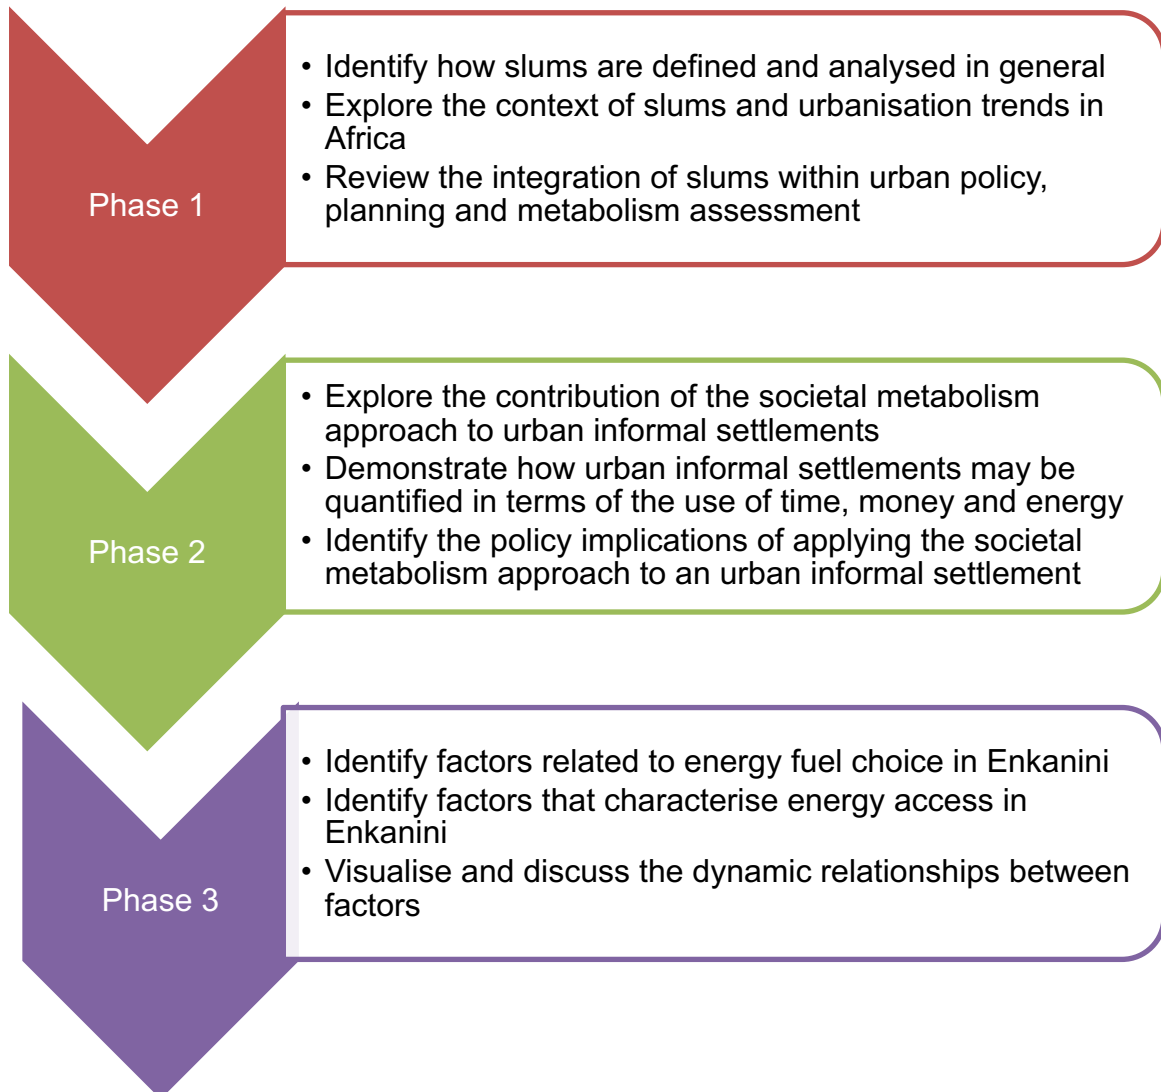 Phase 1
• Identify how slums are defined and analysed in general
• Explore the context of slums and urbanisation trends in
Africa
• Review the integration of slums within urban policy,
planning and metabolism assessment
Phase 2
• Explore the contribution of the societal metabolism
approach to urban informal settlements
• Demonstrate how urban informal settlements may be
quantified in terms of the use of time, money and energy
• Identify the policy implications of applying the societal
metabolism approach to an urban informal settlement
Phase 3
• Identify factors related to energy fuel choice in Enkanini
• Identify factors that characterise energy access in
Enkanini
• Visualise and discuss the dynamic relationships between
factors